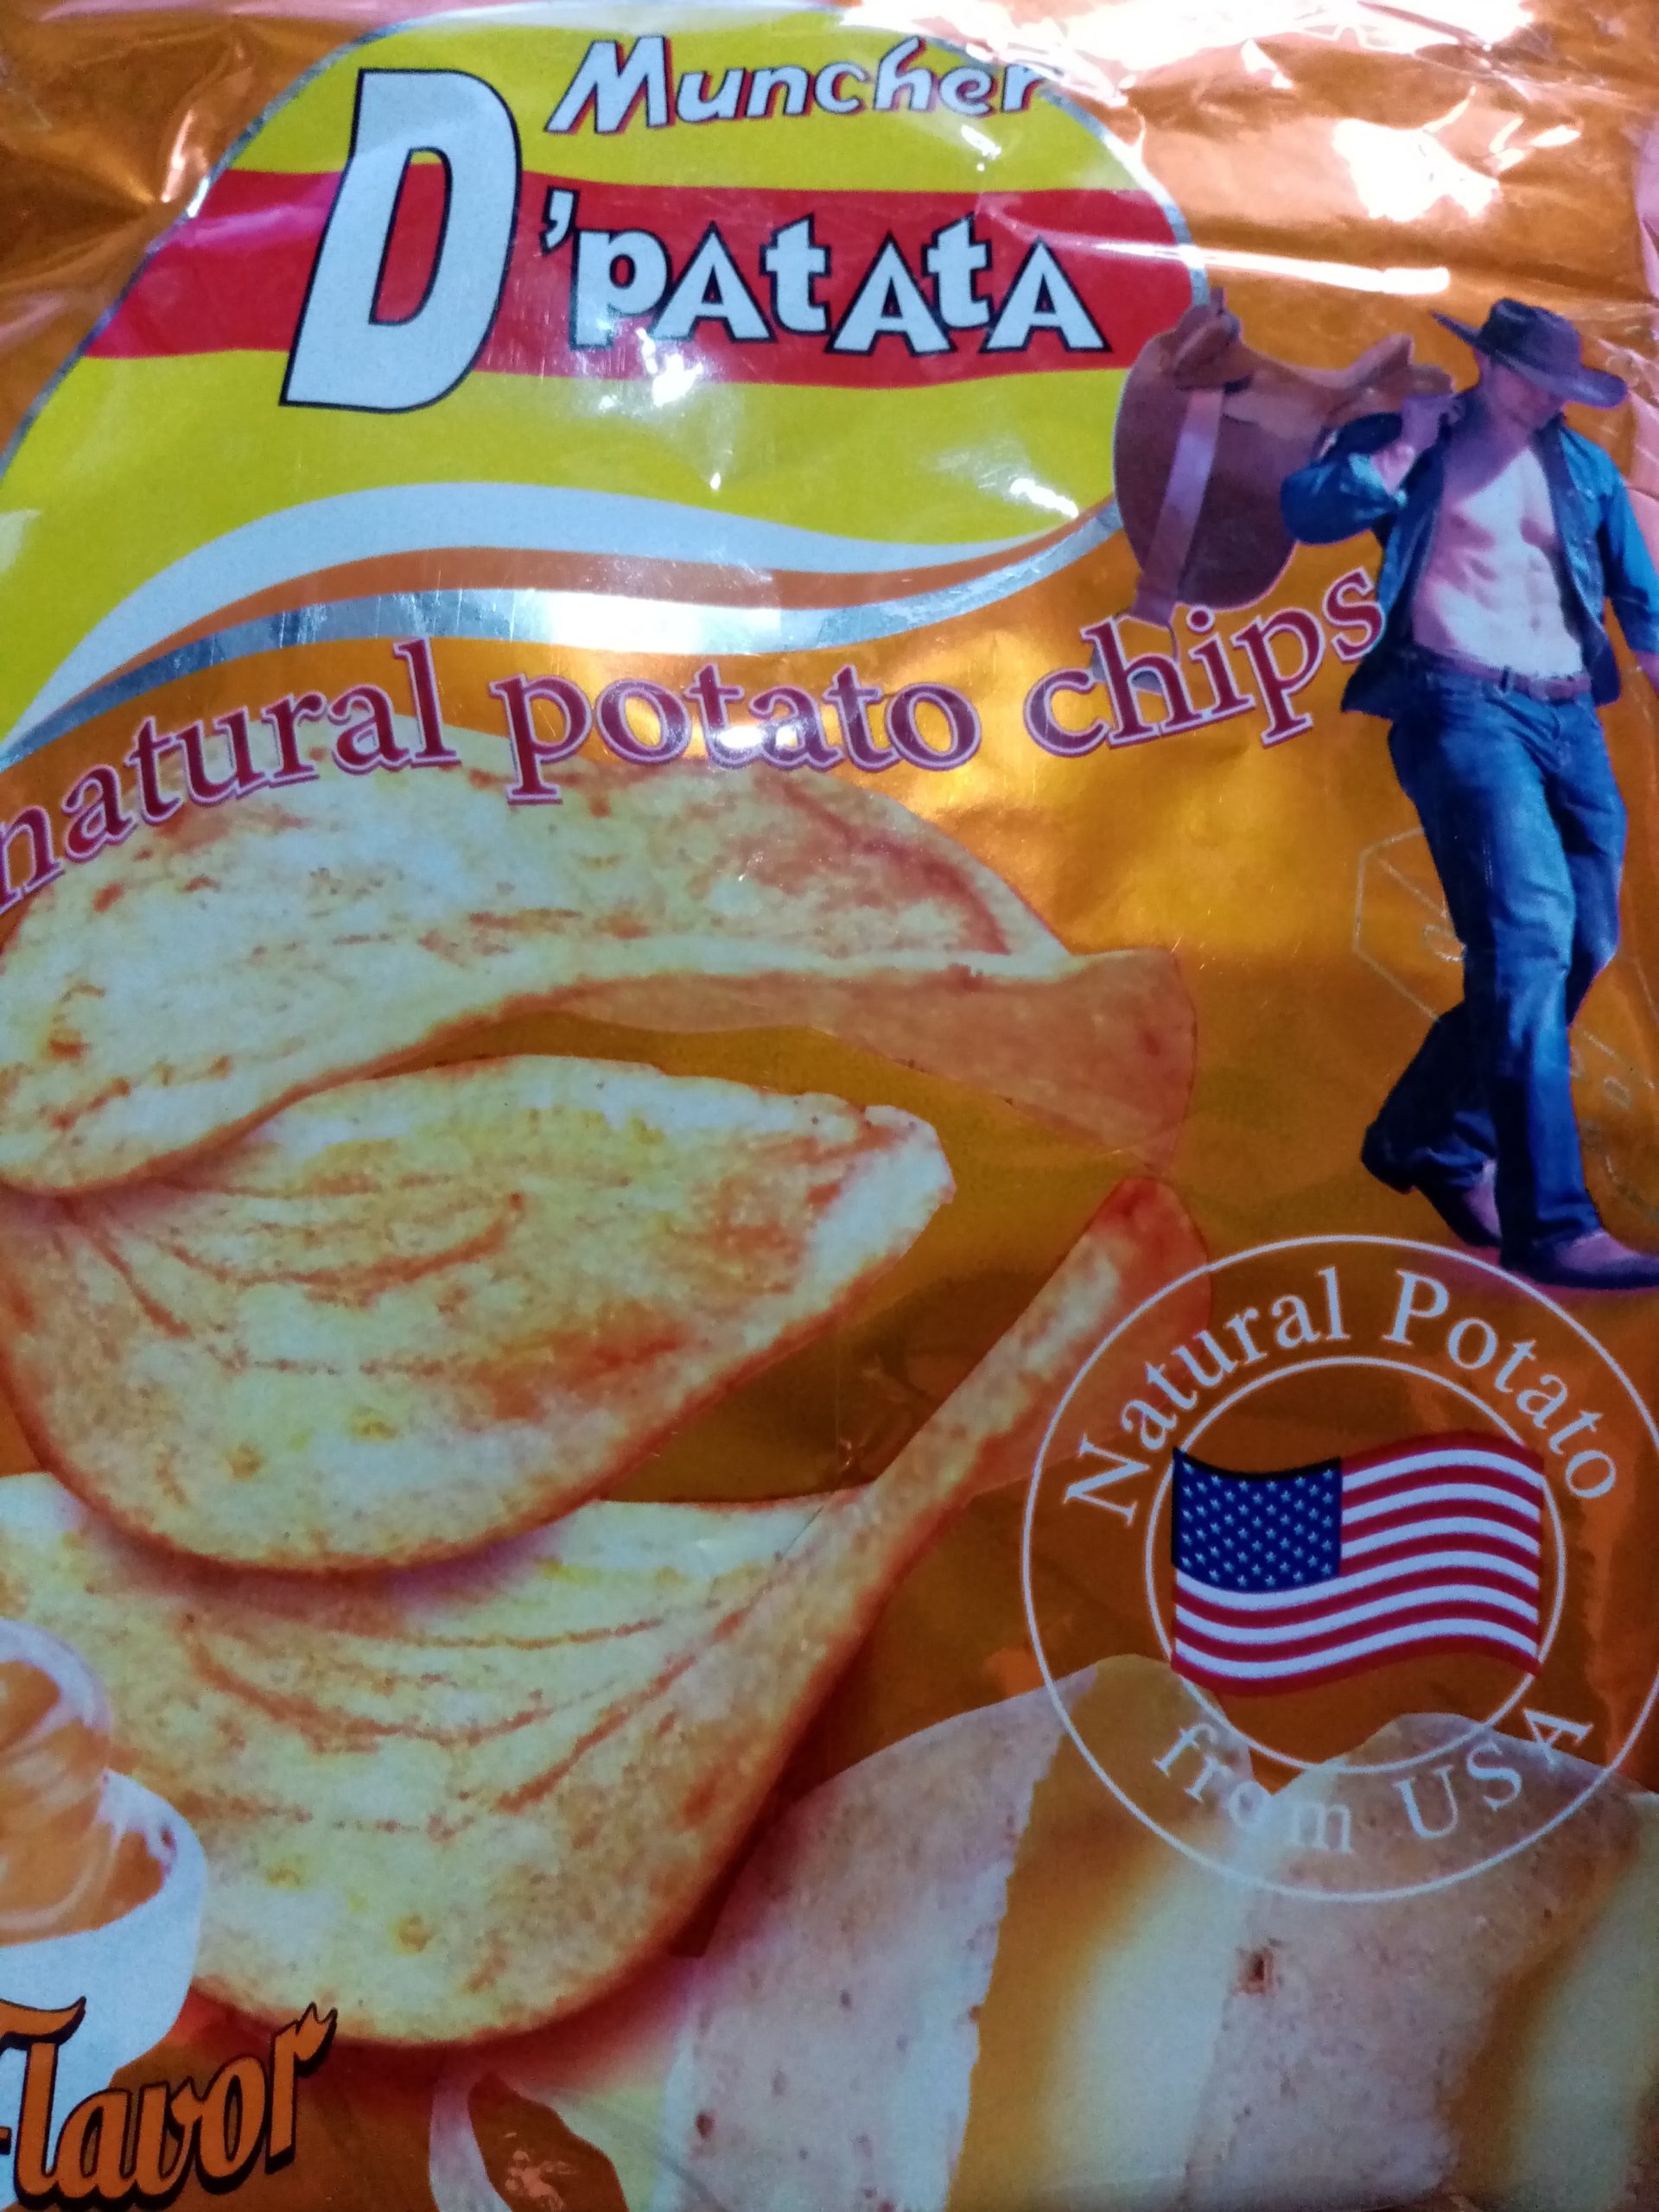 Muncher
D'pAtAtA
natural potato chips
Natural Potato
from USA
Flavor